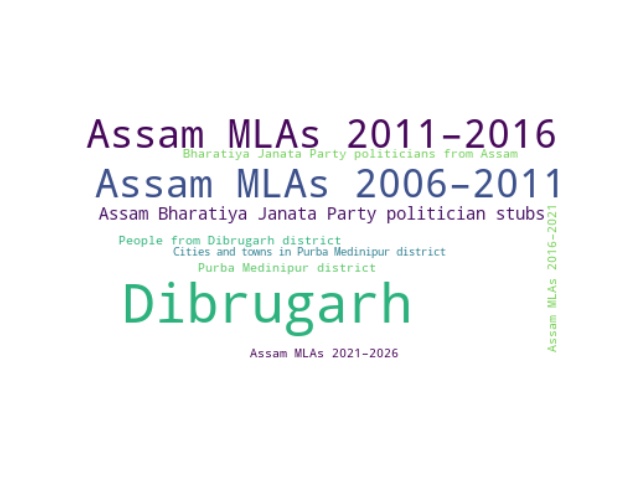 Assam MLAs 2011–2016
Bharatiya Janata Party politicians from Assam
Assam MLAs 2006–2011
Assam Bharatiya Janata Party politician stubs
Assam MLAs 2016–2021
People from Dibrugarh district
Cities and towns in Purba Medinipur district
Purba Medinipur district
Dibrugarh
Assam MLAs 2021–2026